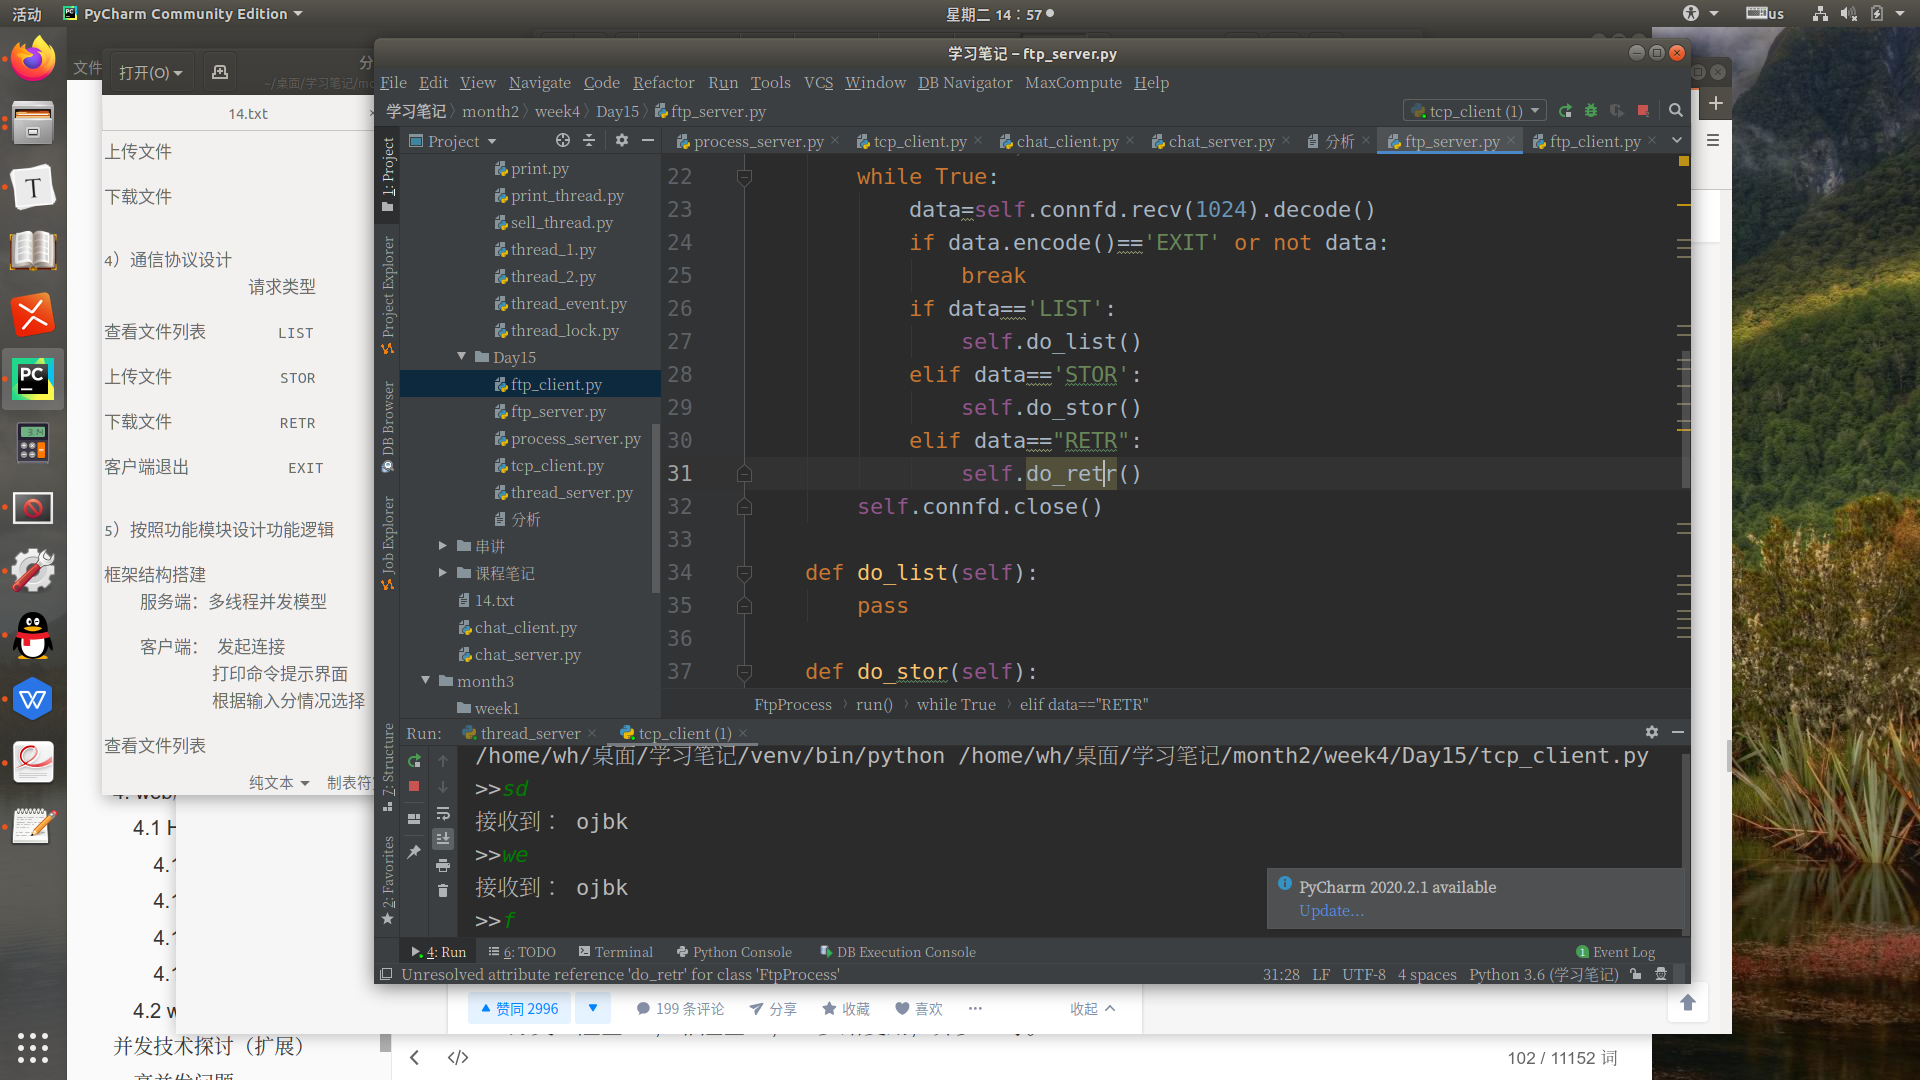 活动
PyCharm Community Edition
星期二 14：57
us
文件
打开(O)
分
~/桌面/学习笔记/mo
14.txt
上传文件
下载文件
4）通信协议设计
请求类型
查看文件列表 LIST
上传文件 STOR
下载文件 RETR
客户端退出 EXIT
5）按照功能模块设计功能逻辑
框架结构搭建
服务端：多线程并发模型
客户端： 发起连接
打印命令提示界面
根据输入分情况选择
查看文件列表
纯文本 制表符
学习笔记 – ftp_server.py
File Edit View Navigate Code Refactor Run Tools VCS Window DB Navigator MaxCompute Help
学习笔记 month2 week4 Day15 ftp_server.py
tcp_client (1)
1: Project
Project Explorer
DB Browser
Job Explorer
7: Structure
2: Favorites
Project
print.py
print_thread.py
sell_thread.py
thread_1.py
thread_2.py
thread_event.py
thread_lock.py
Day15
ftp_client.py
ftp_server.py
process_server.py
tcp_client.py
thread_server.py
分析
串讲
课程笔记
14.txt
chat_client.py
chat_server.py
month3
week1
process_server.py tcp_client.py chat_client.py chat_server.py 分析 ftp_server.py ftp_client.py
22 while True:
23 data=self.connfd.recv(1024).decode()
24 if data.encode()=='EXIT' or not data:
25 break
26 if data=='LIST':
27 self.do_list()
28 elif data=='STOR':
29 self.do_stor()
30 elif data=="RETR":
31 self.do_retr()
32 self.connfd.close()
33
34 def do_list(self):
35 pass
36
37 def do_stor(self):
FtpProcess run() while True elif data=="RETR"
Run: thread_server tcp_client (1)
/home/wh/桌面/学习笔记/venv/bin/python /home/wh/桌面/学习笔记/month2/week4/Day15/tcp_client.py
>>sd
接收到： ojbk
>>we
接收到： ojbk
>>f
PyCharm 2020.2.1 available
Update...
4: Run 6: TODO Terminal Python Console DB Execution Console
1 Event Log
Unresolved attribute reference 'do_retr' for class 'FtpProcess'
31:28 LF UTF-8 4 spaces Python 3.6 (学习笔记)
4.1 H
4.1
4.1
4.1
4.1
4.2 w
并发技术探讨（扩展）
赞同 2996 199 条评论 分享 收藏 喜欢 ··· 收起
102 / 11152 词